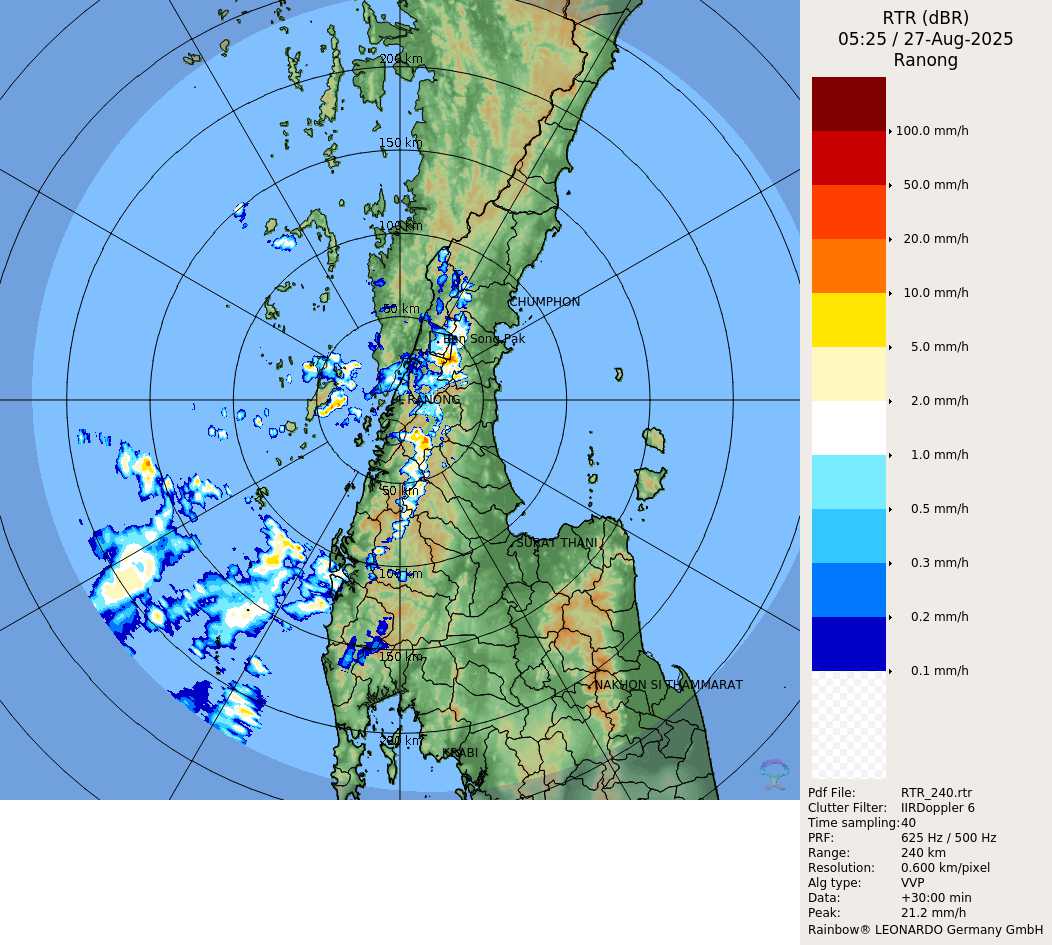 RTR (dBR)
05:25 / 27-Aug-2025
Ranong
200 km
150 km
100 km
50 km
CHUMPHON
Ban Song Pak
RANONG
50 km
SURAT THANI
100 km
150 km
NAKHON SI THAMMARAT
200 km
KRABI
100.0 mm/h
50.0 mm/h
20.0 mm/h
10.0 mm/h
5.0 mm/h
2.0 mm/h
1.0 mm/h
0.5 mm/h
0.3 mm/h
0.2 mm/h
0.1 mm/h
Pdf File: RTR_240.rtr
Clutter Filter: IIRDoppler 6
Time sampling: 40
PRF: 625 Hz / 500 Hz
Range: 240 km
Resolution: 0.600 km/pixel
Alg type: VVP
Data: +30:00 min
Peak: 21.2 mm/h
Rainbow® LEONARDO Germany GmbH